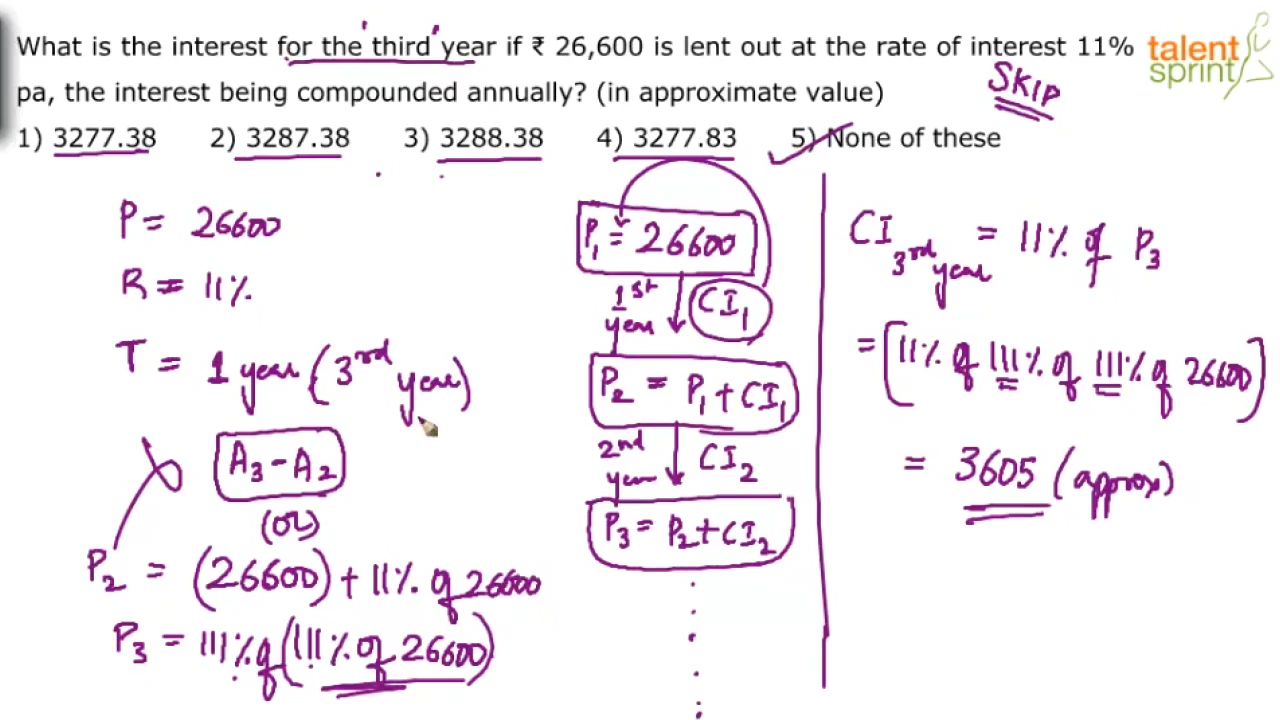 What is the interest for the third year if ₹ 26,600 is lent out at the rate of interest 11%
pa, the interest being compounded annually? (in approximate value)
talent
sprint
SKIP
1) 3277.38 2) 3287.38 3) 3288.38 4) 3277.83 5) None of these
P = 26600
R = 11%
T = 1 year (3rd year)
A3 - A2
(or)
P2 = (26600) + 11% of 26600
P3 = 111% of (111% of 26600)
P1 = 26600
1st year CI1
P2 = P1 + CI1
2nd year CI2
P3 = P2 + CI2
CI 3rd year = 11% of P3
= [11% of 111% of 111% of 26600]
= 3605 (approx)